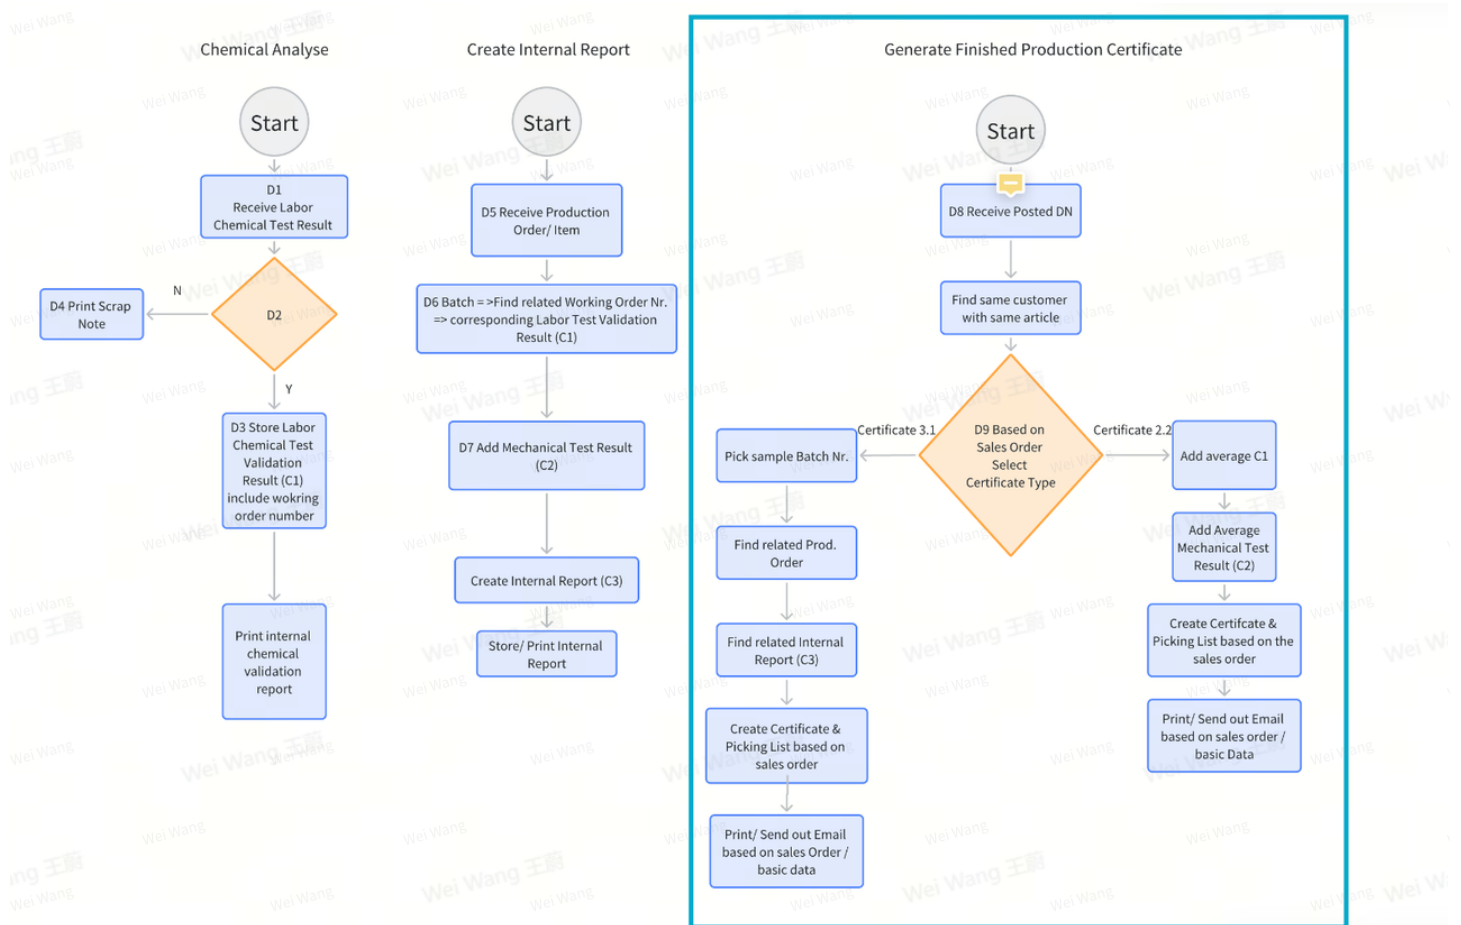 Chemical Analyse
Start
D1
Receive Labor
Chemical Test Result
D2
N
D4 Print Scrap
Note
Y
D3 Store Labor
Chemical Test
Validation
Result (C1)
include wokring
order number
Print internal
chemical
validation
report
Create Internal Report
Start
D5 Receive Production
Order/ Item
D6 Batch = >Find related Working Order Nr.
=> corresponding Labor Test Validation
Result (C1)
D7 Add Mechanical Test Result
(C2)
Create Internal Report (C3)
Store/ Print Internal
Report
Generate Finished Production Certificate
Start
D8 Receive Posted DN
Find same customer
with same article
D9 Based on
Sales Order
Select
Certificate Type
Certificate 3.1
Pick sample Batch Nr.
Find related Prod.
Order
Find related Internal
Report (C3)
Create Certificate &
Picking List based on
sales order
Print/ Send out Email
based on sales Order /
basic data
Certificate 2.2
Add average C1
Add Average
Mechanical Test
Result (C2)
Create Certifcate &
Picking List based on the
sales order
Print/ Send out Email
based on sales order /
basic Data
Wei Wang 王蔚
Wei Wang